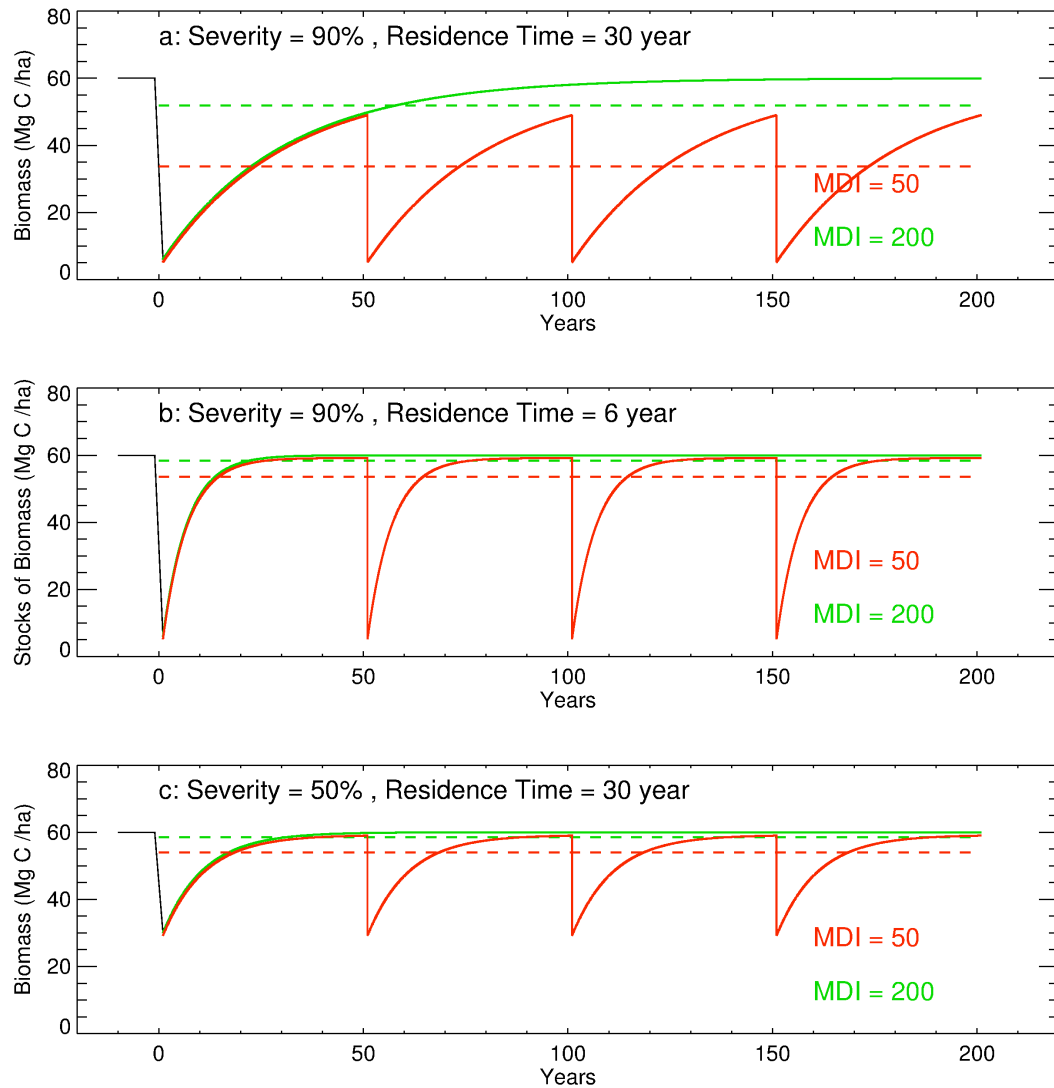 a: Severity = 90% , Residence Time = 30 year
80
60
40
20
0
Biomass (Mg C /ha)
MDI = 50
MDI = 200
0 50 100 150 200
Years
b: Severity = 90% , Residence Time = 6 year
80
60
40
20
0
Stocks of Biomass (Mg C /ha)
MDI = 50
MDI = 200
0 50 100 150 200
Years
c: Severity = 50% , Residence Time = 30 year
80
60
40
20
0
Biomass (Mg C /ha)
MDI = 50
MDI = 200
0 50 100 150 200
Years